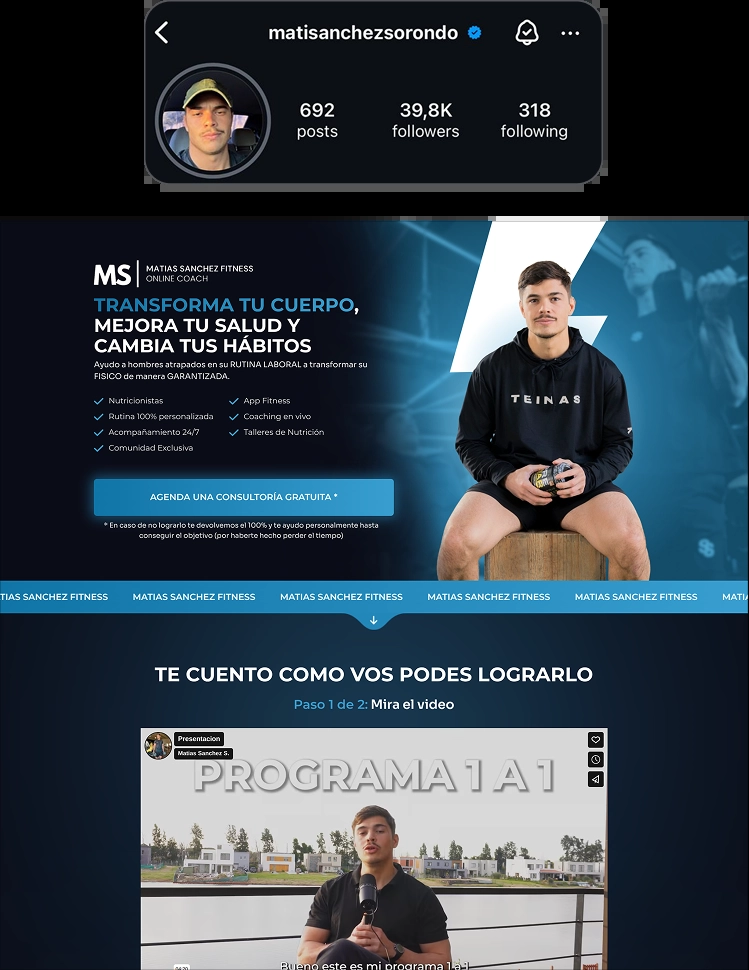 matisanchezsorondo
692
39,8K
318
posts
followers
following
MS
MATIAS SANCHEZ FITNESS
ONLINE COACH
TRANSFORMA TU CUERPO,
MEJORA TU SALUD Y
CAMBIA TUS HÁBITOS
Ayudo a hombres atrapados en su RUTINA LABORAL a transformar su
FISICO de manera GARANTIZADA.
Nutricionistas
App Fitness
Rutina 100% personalizada
Coaching en vivo
Acompañamiento 24/7
Talleres de Nutrición
Comunidad Exclusiva
TEINAS
AGENDA UNA CONSULTORÍA GRATUITA *
* En caso de no lograrlo te devolvemos el 100% y te ayudo personalmente hasta
conseguir el objetivo (por haberte hecho perder el tiempo)
TIAS SANCHEZ FITNESS MATIAS SANCHEZ FITNESS MATIAS SANCHEZ FITNESS MATIAS SANCHEZ FITNESS MATIAS SANCHEZ FITNESS MATIA
TE CUENTO COMO VOS PODES LOGRARLO
Paso 1 de 2: Mira el video
Presentacion
Matias Sanchez S.
PROGRAMA 1 A 1
Bueno este es mi programa 1 a 1
04:20